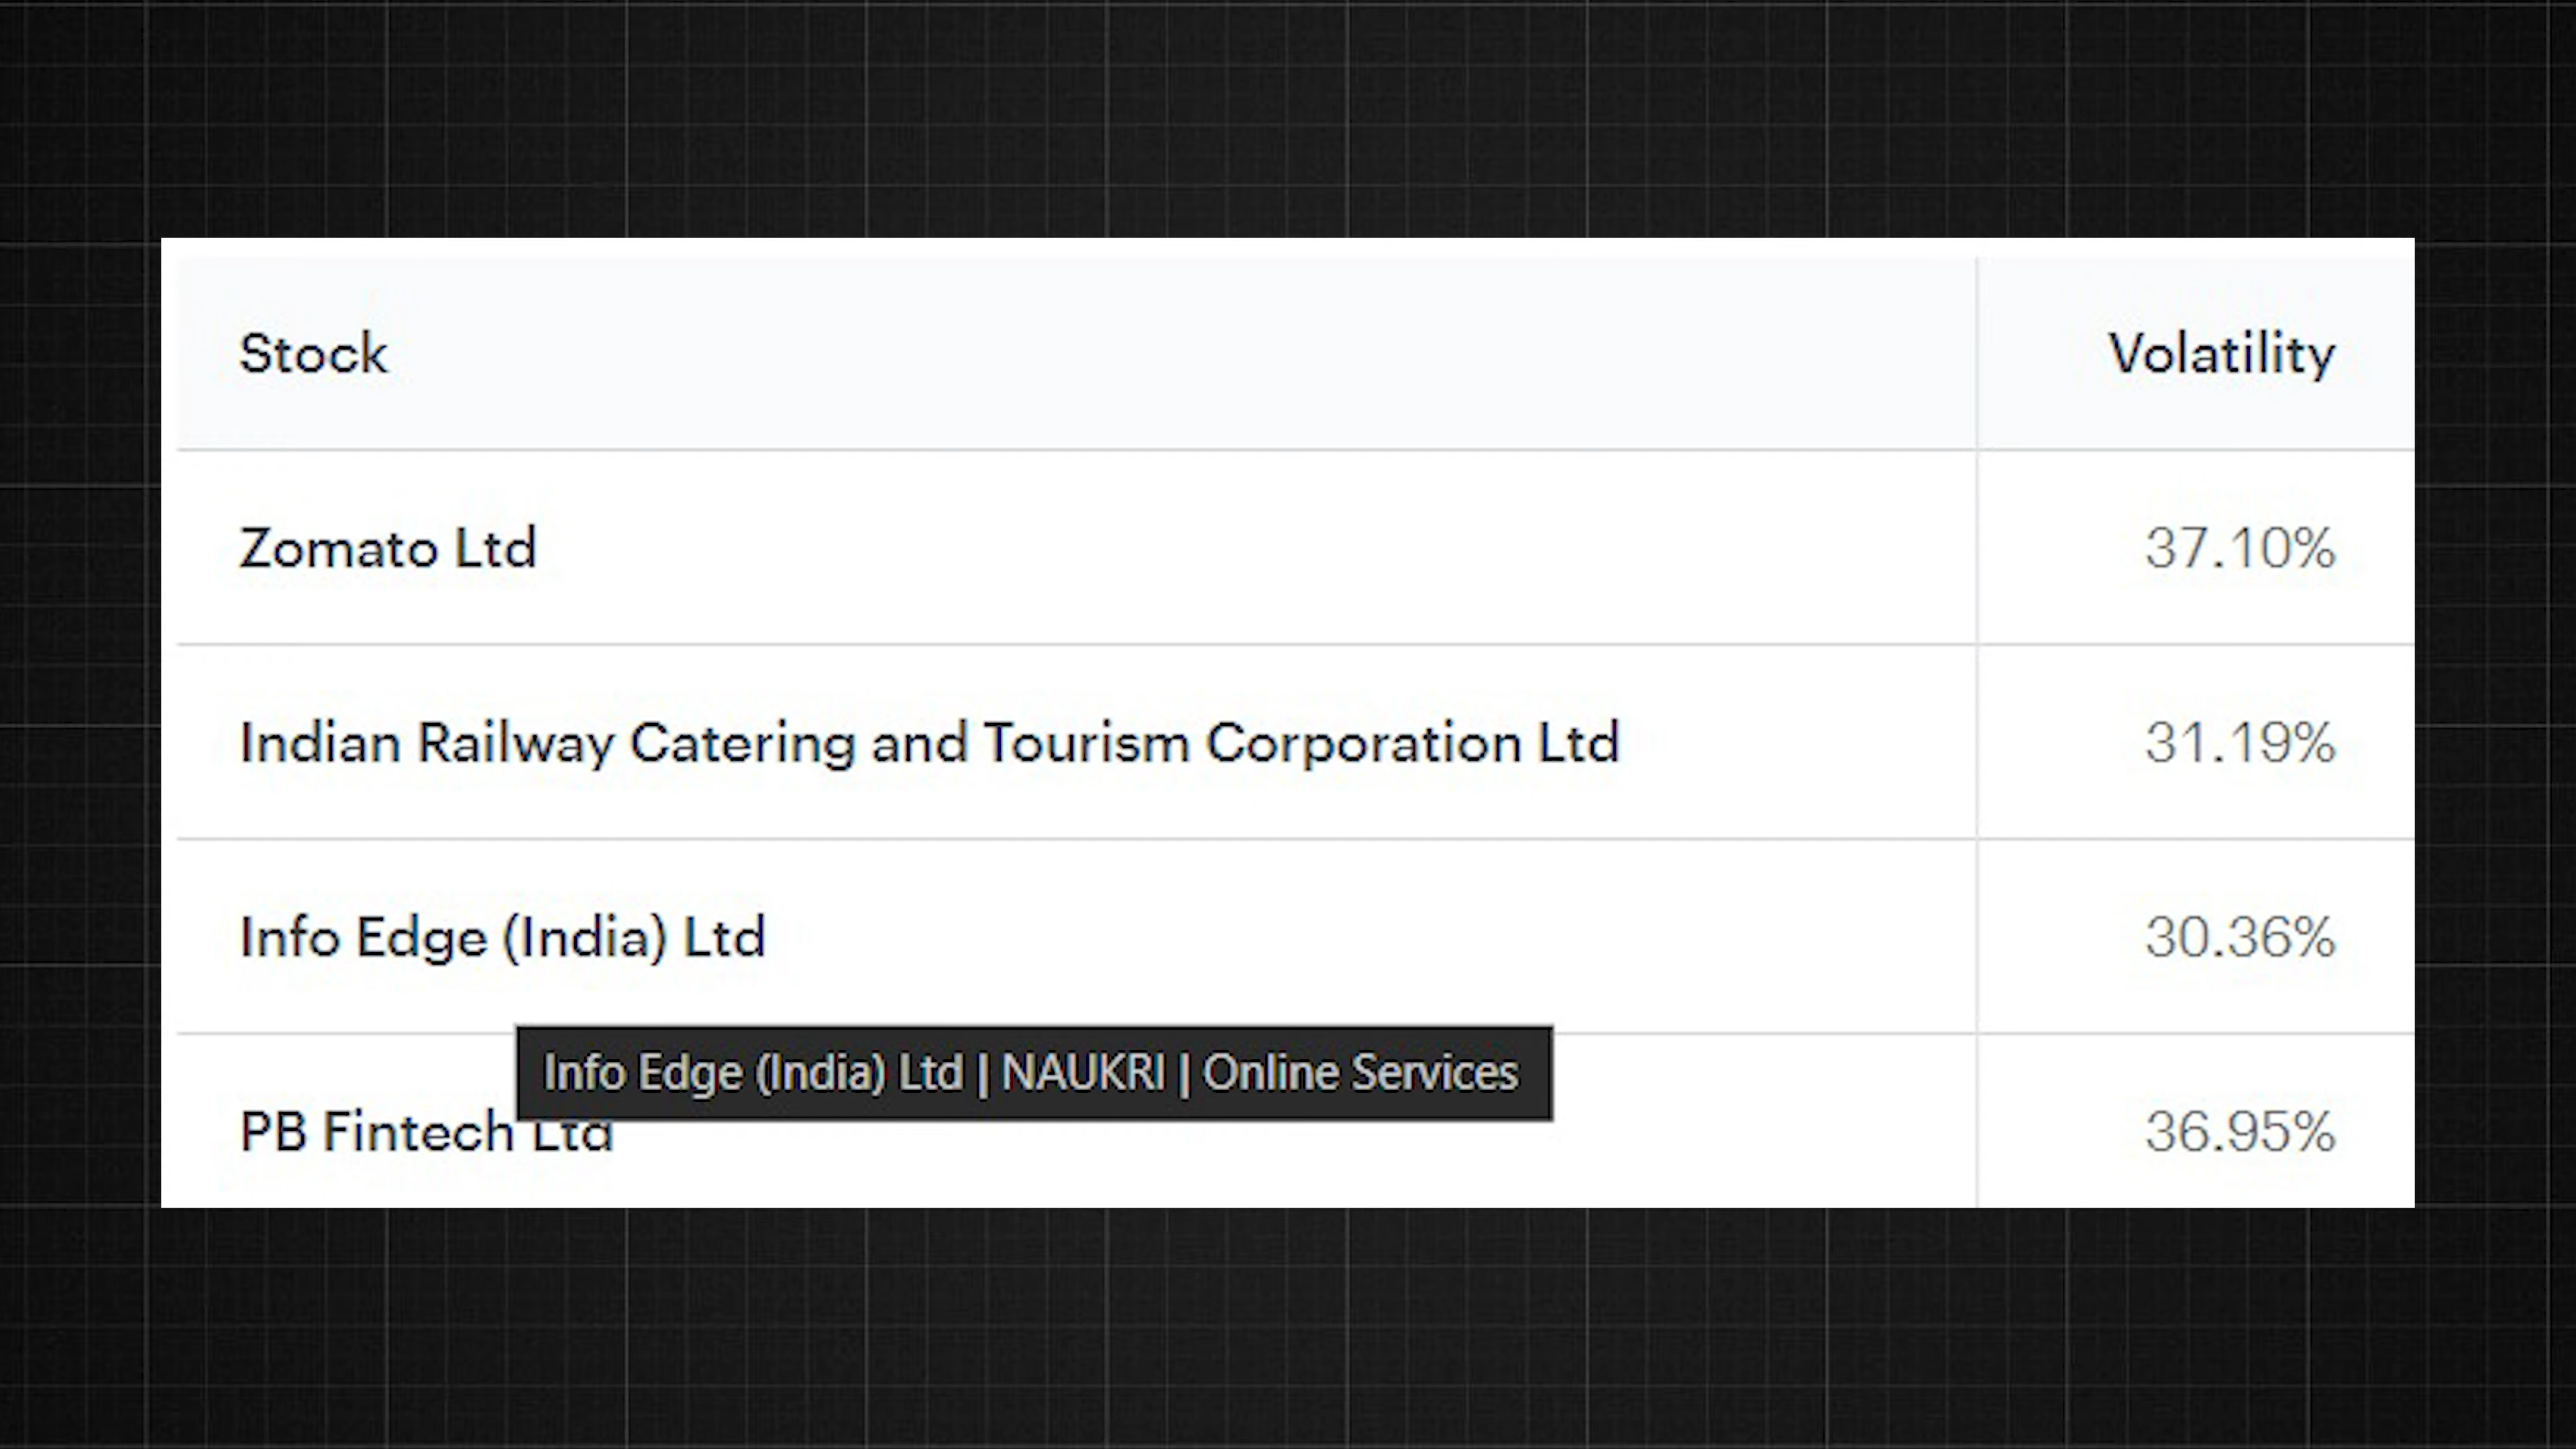 Stock Volatility
Zomato Ltd 37.10%
Indian Railway Catering and Tourism Corporation Ltd 31.19%
Info Edge (India) Ltd 30.36%
Info Edge (India) Ltd | NAUKRI | Online Services
PB Fintech Ltd 36.95%